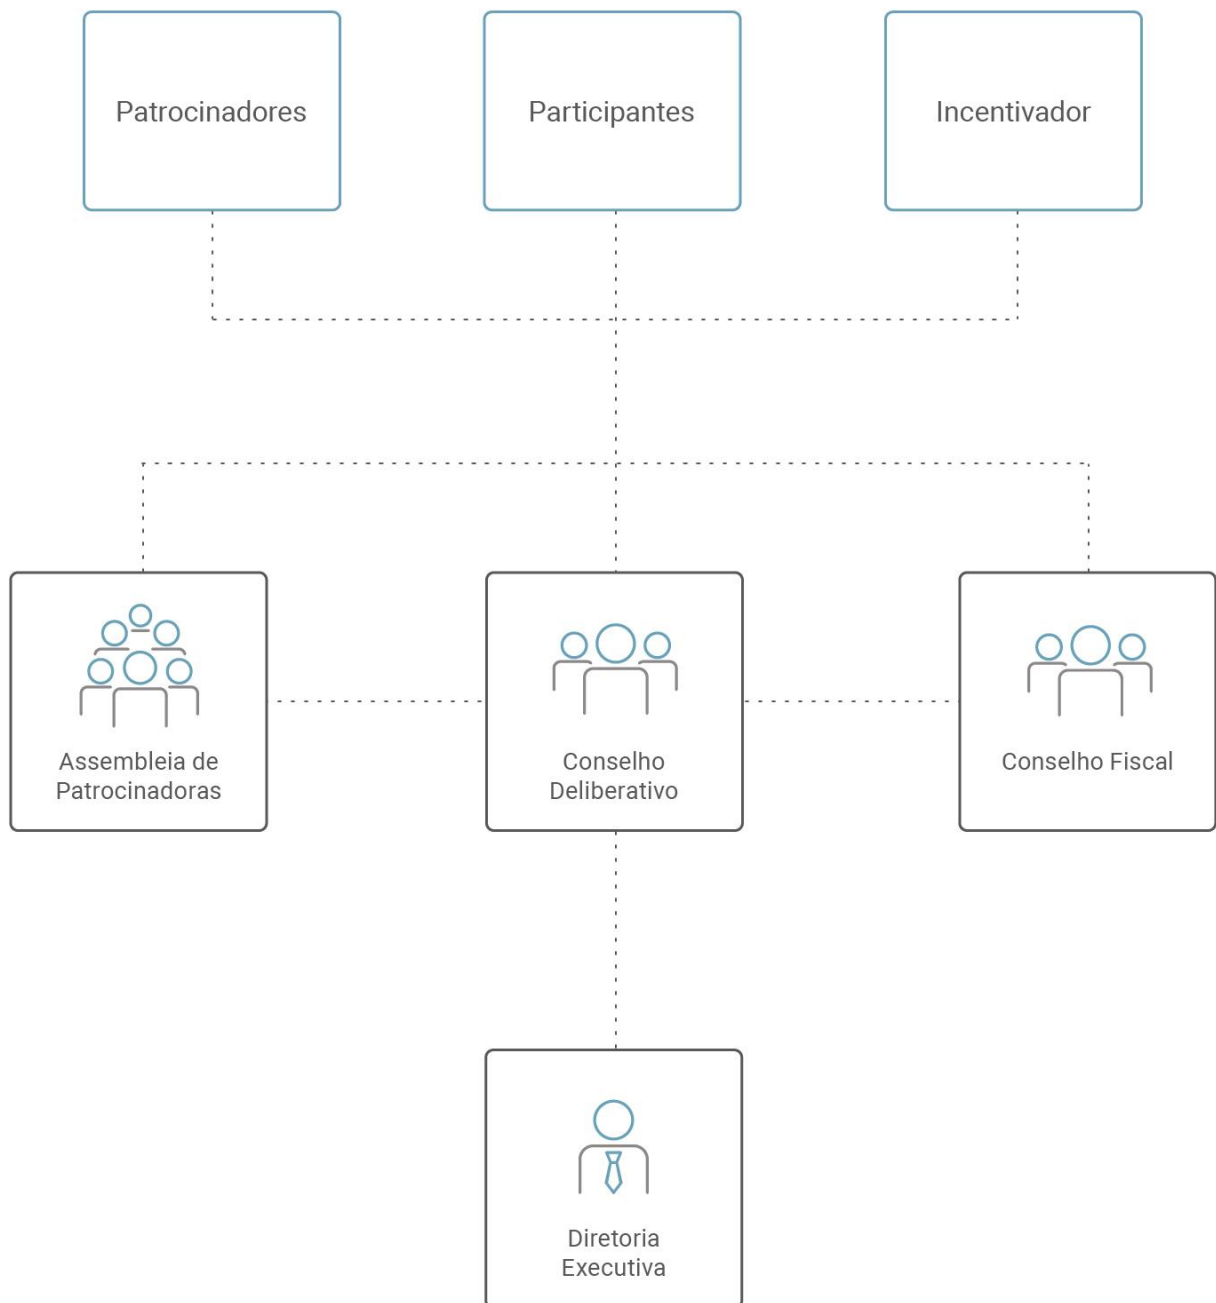 Patrocinadores
Participantes
Incentivador
Assembleia de
Patrocinadoras
Conselho
Deliberativo
Conselho Fiscal
Diretoria
Executiva